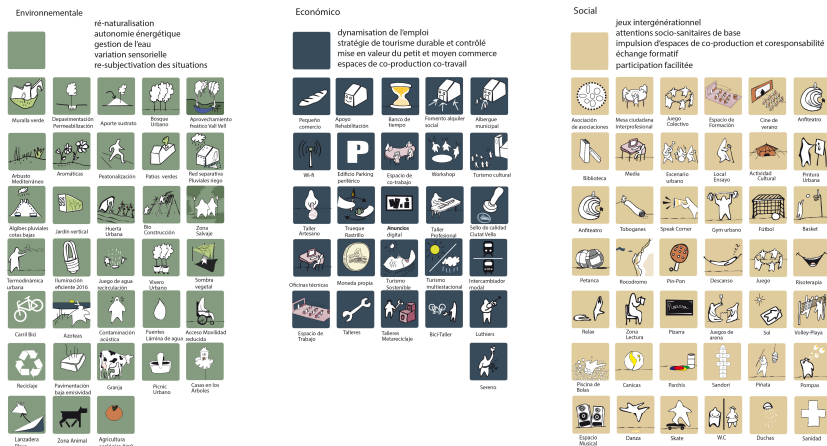 Environnementale
ré-naturalisation
autonomie énergétique
gestion de l'eau
variation sensorielle
re-subjectivation des situations
Muralla verde
Depavimentación
Permeabilización
Aporte sustrato
Bosque
Urbano
Aprovechamiento
freático Vall Vell
Arbusto
Mediterráneo
Aromáticas
Peatonalización
Patios verdes
Red separativa
Pluviales riego
Algibes pluviales
cotas bajas
Jardin vertical
Huerta
Urbana
Bio
Construcción
Zona
Salvaje
Termodinámica
urbana
Iluminación
eficiente 2016
Juego de agua
recirculación
Vivero
Urbano
Sombra
vegetal
Carril Bici
Azoteas
Contaminación
acústica
Fuentes
Lámina de agua
Acceso Movilidad
reducida
Reciclaje
Pavimentación
baja emisividad
Granja
Picnic
Urbano
Casas en los
Árboles
Lanzadera
Zona Animal
Agricultura
Económico
dynamisation de l'emploi
stratégie de tourisme durable et contrôlé
mise en valeur du petit et moyen commerce
espaces de co-production co-travail
Pequeño
comercio
Apoyo
Rehabilitación
Banco de
tiempo
Fomento alquiler
social
Albergue
municipal
Wi-fi
P
Edificio Parking
periférico
Espacio de
co-trabajo
Workshop
Turismo cultural
Taller
Artesano
Trueque
Rastrillo
Anuncios
digital
Taller
Profesional
Sello de calidad
Ciutat Vella
Oficinas técnicas
Moneda propia
Turismo
Sostenible
Turismo
multiestacional
Intercambiador
modal
Espacio de
Trabajo
Talleres
Talleres
Metareciclaje
Bici-Taller
Luthiers
Sereno
Social
jeux intergénérationnel
attentions socio-sanitaires de base
impulsion d'espaces de co-production et coresponsabilité
échange formatif
participation facilitée
Asociación
de asociaciones
Mesa ciudadana
Interprofesional
Juego
Colectivo
Espacio de
Formación
Cine de
verano
Anfiteatro
Biblioteca
Media
Escenario
urbano
Local
Ensayo
Actividad
Cultural
Pintura
Urbana
Anfiteatro
Toboganes
Speak Corner
Gym urbano
Fútbol
Basket
Petanca
Rocodromo
Pin-Pon
Descanso
Juego
Risoterapia
Relax
Zona
Lectura
Pizarra
Juegos de
arena
Sol
Volley-Playa
Piscina de
Bolas
Canicas
Parchís
Sandori
Pinata
Pompas
Espacio
Musical
Danza
Skate
W.C
Duchas
Sanidad